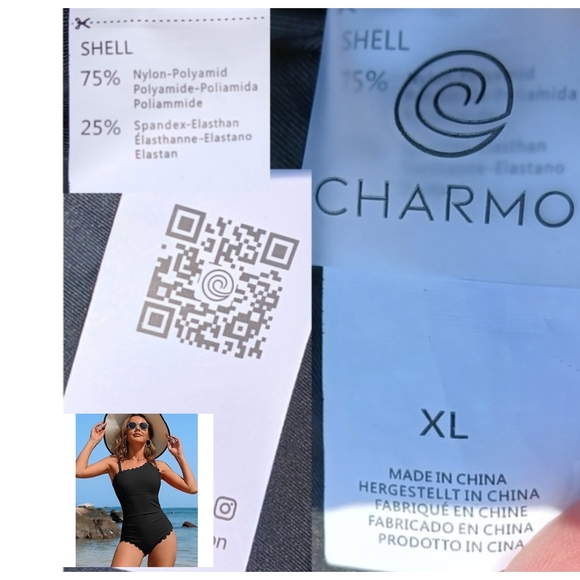 SHELL
75% Nylon-Polyamid
Polyamide-Poliamida
Poliammide
25% Spandex-Elasthan
Élasthanne-Elastano
Elastan
SHELL
75%
CHARMO
XL
MADE IN CHINA
HERGESTELLT IN CHINA
FABRIQUÉ EN CHINE
FABRICADO EN CHINA
PRODOTTO IN CINA